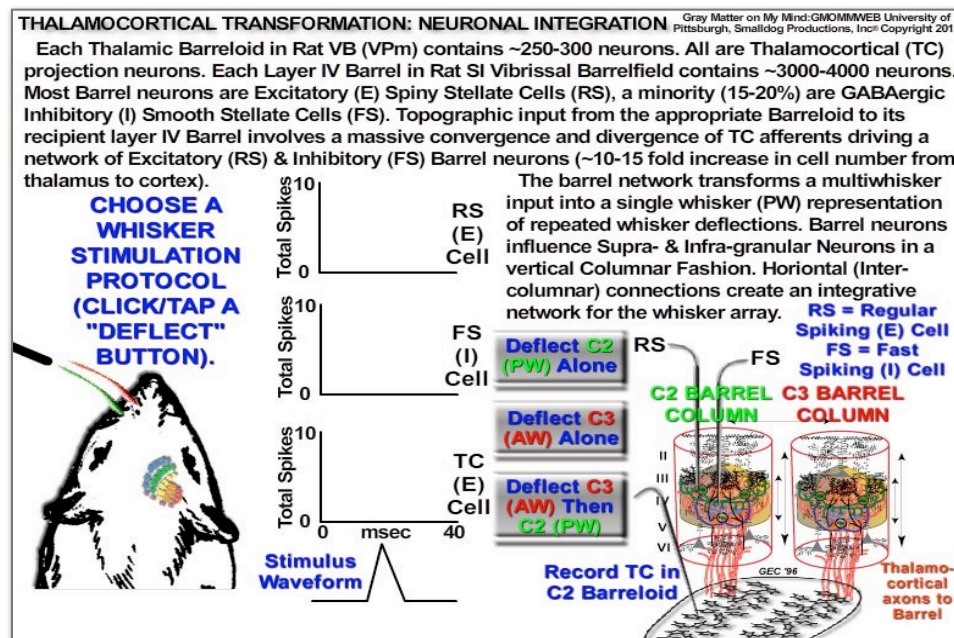 THALAMOCORTICAL TRANSFORMATION: NEURONAL INTEGRATION
Gray Matter on My Mind:GMOMMWEB University of
Pittsburgh, Smalldog Productions, Inc® Copyright 201
Each Thalamic Barreloid in Rat VB (VPm) contains ~250-300 neurons. All are Thalamocortical (TC)
projection neurons. Each Layer IV Barrel in Rat SI Vibrissal Barrelfield contains ~3000-4000 neurons.
Most Barrel neurons are Excitatory (E) Spiny Stellate Cells (RS), a minority (15-20%) are GABAergic
Inhibitory (I) Smooth Stellate Cells (FS). Topographic input from the appropriate Barreloid to its
recipient layer IV Barrel involves a massive convergence and divergence of TC afferents driving a
network of Excitatory (RS) & Inhibitory (FS) Barrel neurons (~10-15 fold increase in cell number from
thalamus to cortex).
The barrel network transforms a multiwhisker
input into a single whisker (PW) representation
of repeated whisker deflections. Barrel neurons
influence Supra- & Infra-granular Neurons in a
vertical Columnar Fashion. Horiontal (Inter-
columnar) connections create an integrative
network for the whisker array.
CHOOSE A
WHISKER
STIMULATION
PROTOCOL
(CLICK/TAP A
"DEFLECT"
BUTTON).
Total Spikes
10
0
RS
(E)
Cell
10
0
FS
(I)
Cell
Total Spikes
10
0
TC
(E)
Cell
0
msec
40
Stimulus
Waveform
Deflect C2
(PW) Alone
Deflect C3
(AW) Alone
Deflect C3
(AW) Then
C2 (PW)
Record TC in
C2 Barreloid
RS
FS
RS = Regular
Spiking (E) Cell
FS = Fast
Spiking (I) Cell
C2 BARREL
COLUMN
C3 BARREL
COLUMN
II
III
IV
V
VI
GEC '96
Thalamo-
cortical
axons to
Barrel